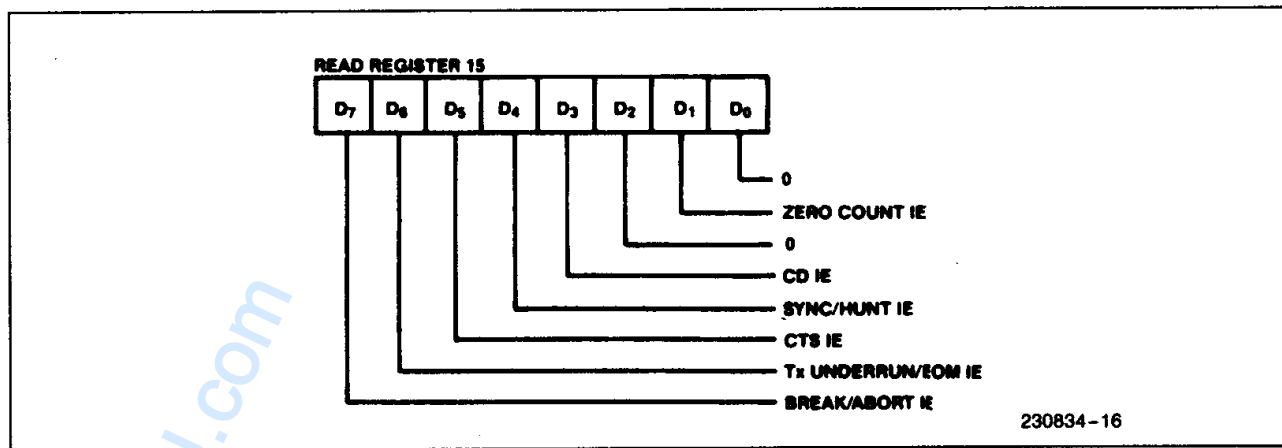 READ REGISTER 15
D₇ D₆ D₅ D₄ D₃ D₂ D₁ D₀
0
ZERO COUNT IE
0
CD IE
SYNC/HUNT IE
CTS IE
Tx UNDERRUN/EOM IE
BREAK/ABORT IE
230834-16
.com